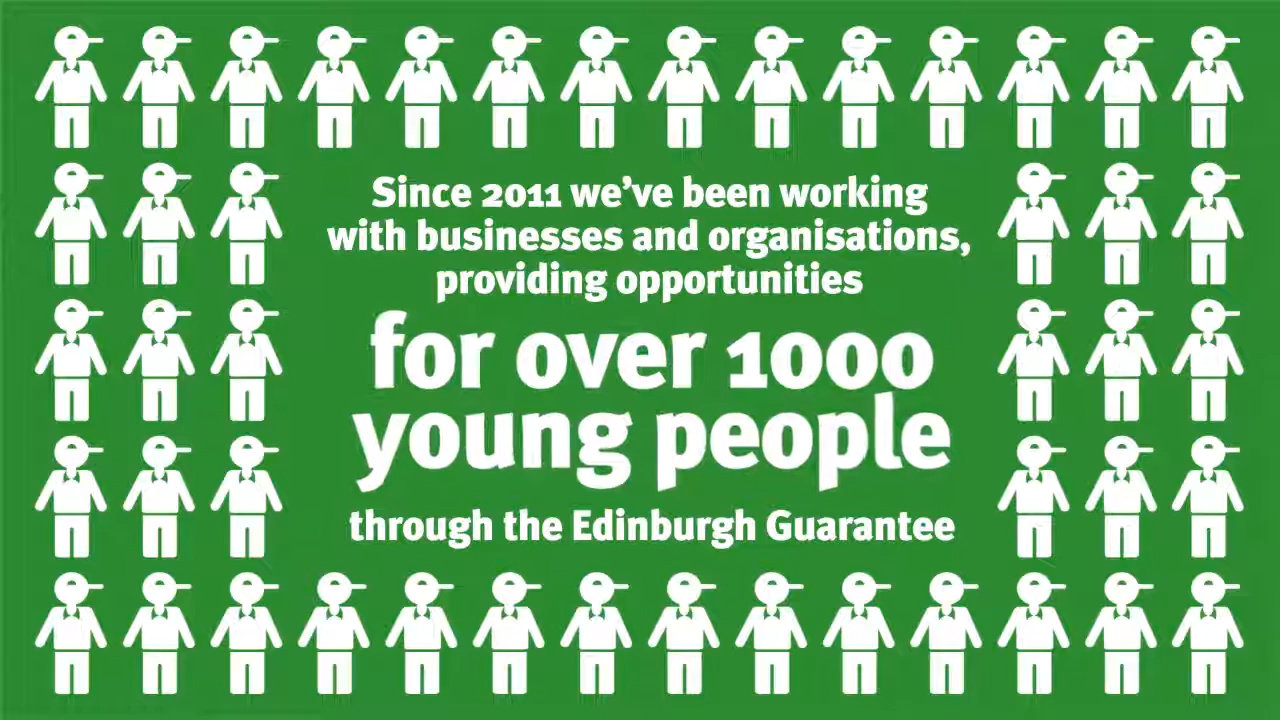 Since 2011 we've been working
with businesses and organisations,
providing opportunities
for over 1000
young people
through the Edinburgh Guarantee